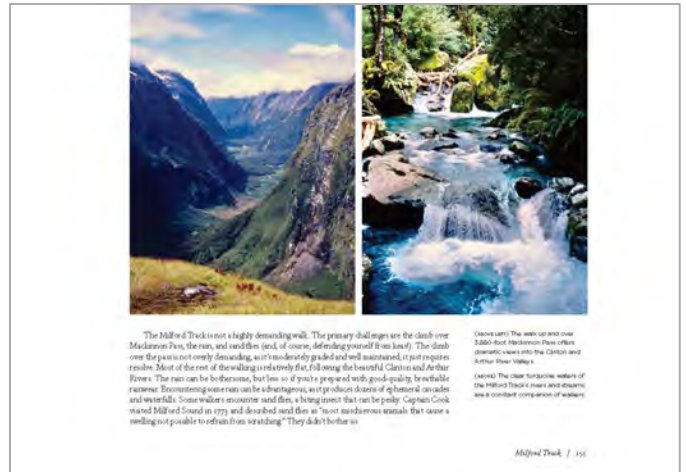 The Milford Track is not a highly demanding walk. The primary challenges are the climb over
Mackinnon Pass, the rain, and sand flies (and, of course, defending yourself from kea!). The climb
over the pass is not overly demanding, as it's moderately graded and well maintained; it just requires
resolve. Most of the rest of the walking is relatively flat, following the beautiful Clinton and Arthur
Rivers. The rain can be bothersome, but less so if you're prepared with good-quality, breathable
rainwear. Encountering some rain can be advantageous, as it produces dozens of ephemeral cascades
and waterfalls. Some walkers encounter sand flies, a biting insect that can be pesky. Captain Cook
visited Milford Sound in 1773 and described sand flies as "most mischievous animals that cause a
swelling not possible to refrain from scratching." They didn't bother us
(ABOVE LEFT) The walk up and over
3,880-foot Mackinnon Pass offers
dramatic views into the Clinton and
Arthur River Valleys.
(ABOVE) The clear turquoise waters of
the Milford Track's rivers and streams
are a constant companion of walkers.
Milford Track / 155